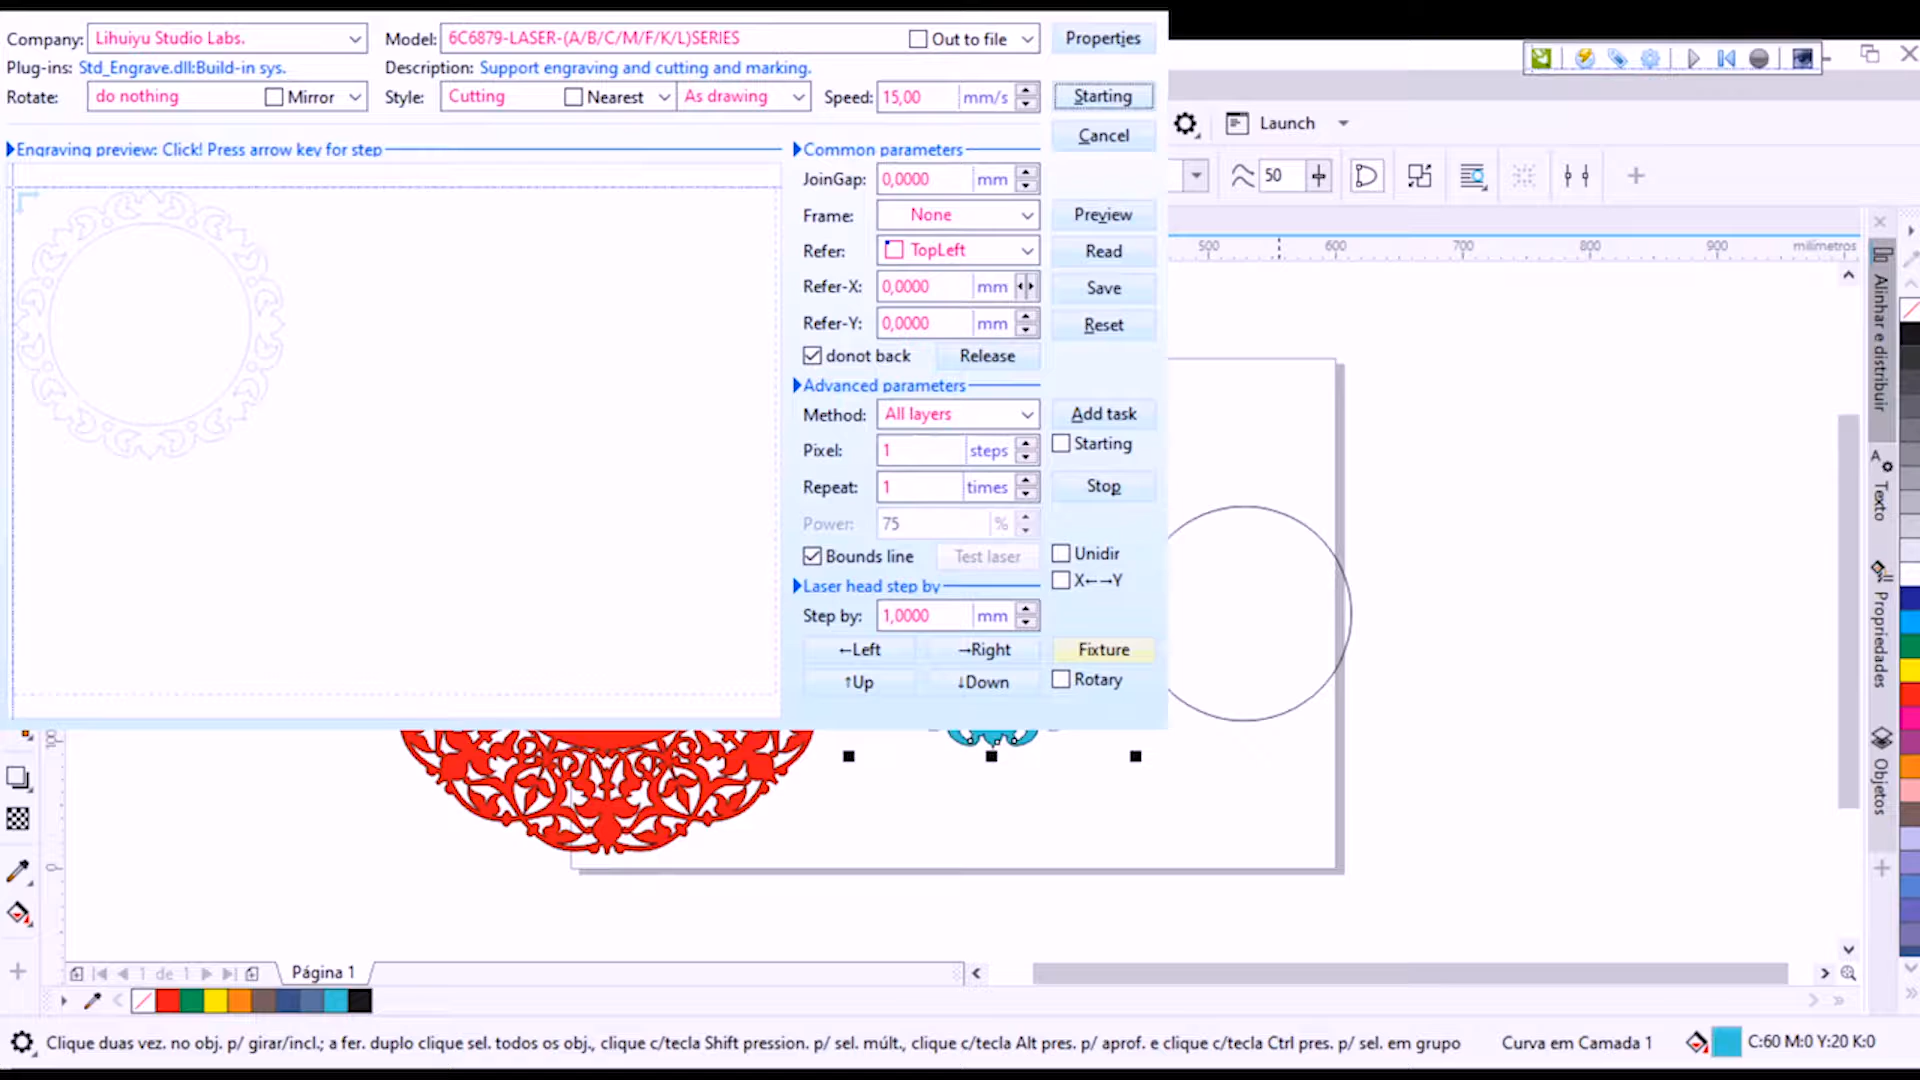 Company: Lihuiyu Studio Labs. Model: 6C6879-LASER-(A/B/C/M/F/K/L)SERIES Out to file Properties
Plug-ins: Std_Engrave.dll:Build-in sys. Description: Support engraving and cutting and marking.
Rotate: do nothing Mirror Style: Cutting Nearest As drawing Speed: 15,00 mm/s Starting
Cancel
Launch
Engraving preview: Click! Press arrow key for step
Common parameters
JoinGap: 0,0000 mm
50
Frame: None Preview
Refer: TopLeft Read
500 600 700 800 900 milímetros
Refer-X: 0,0000 mm Save
Refer-Y: 0,0000 mm Reset
donot back Release
Advanced parameters
Method: All layers Add task
Starting
Pixel: 1 steps
Repeat: 1 times Stop
Power: 75 %
Bounds line Test laser Unidir
X←→Y
Laser head step by
Step by: 1,0000 mm
←Left →Right Fixture
↑Up ↓Down Rotary
Alinhar e distribuir
Texto
Propriedades
Objetos
100
0
1 de 1 Página 1
Clique duas vez. no obj. p/ girar/incl.; a fer. duplo clique sel. todos os obj., clique c/tecla Shift pression. p/ sel. múlt., clique c/tecla Alt pres. p/ aprof. e clique c/tecla Ctrl pres. p/ sel. em grupo Curva em Camada 1 C:60 M:0 Y:20 K:0